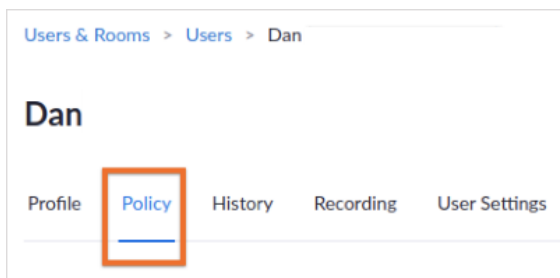 Users & Rooms > Users > Dan
Dan
Profile Policy History Recording User Settings